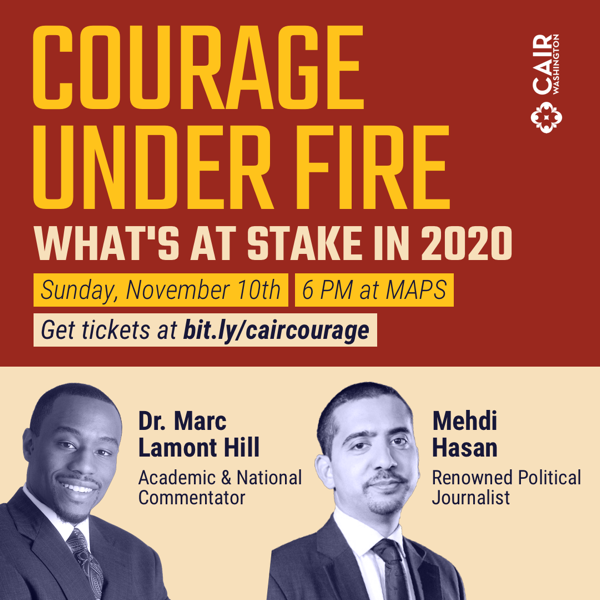 COURAGE
UNDER FIRE
WHAT'S AT STAKE IN 2020
Sunday, November 10th 6 PM at MAPS
Get tickets at bit.ly/caircourage
CAIR
WASHINGTON
Dr. Marc
Lamont Hill
Academic & National
Commentator
Mehdi
Hasan
Renowned Political
Journalist